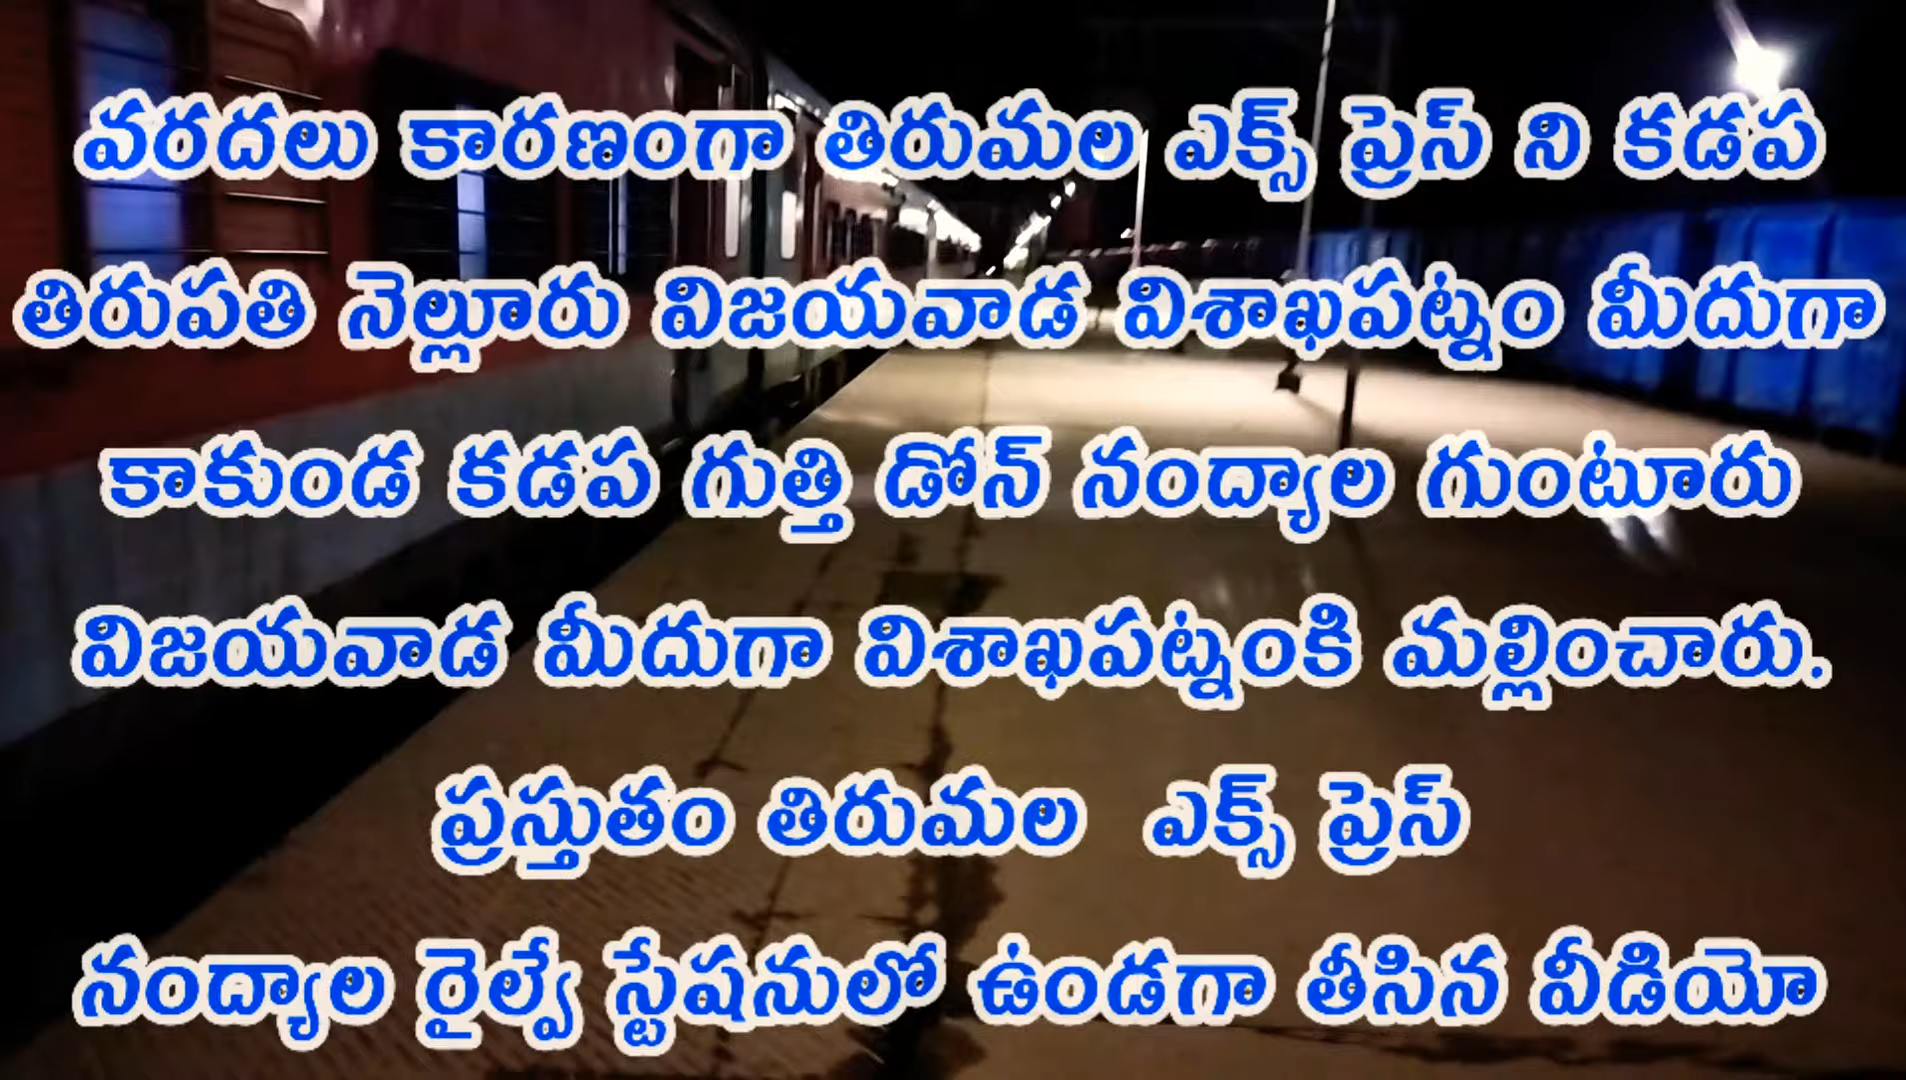 వరదలు కారణంగా తిరుమల ఎక్స్ ప్రెస్ ని కడప
తిరుపతి నెల్లూరు విజయవాడ విశాఖపట్నం మీదుగా
కాకుండ కడప గుత్తి డోన్ నంద్యాల గుంటూరు
విజయవాడ మీదుగా విశాఖపట్నంకి మల్లించారు.
ప్రస్తుతం తిరుమల ఎక్స్ ప్రెస్
నంద్యాల రైల్వే స్టేషనులో ఉండగా తీసిన వీడియో